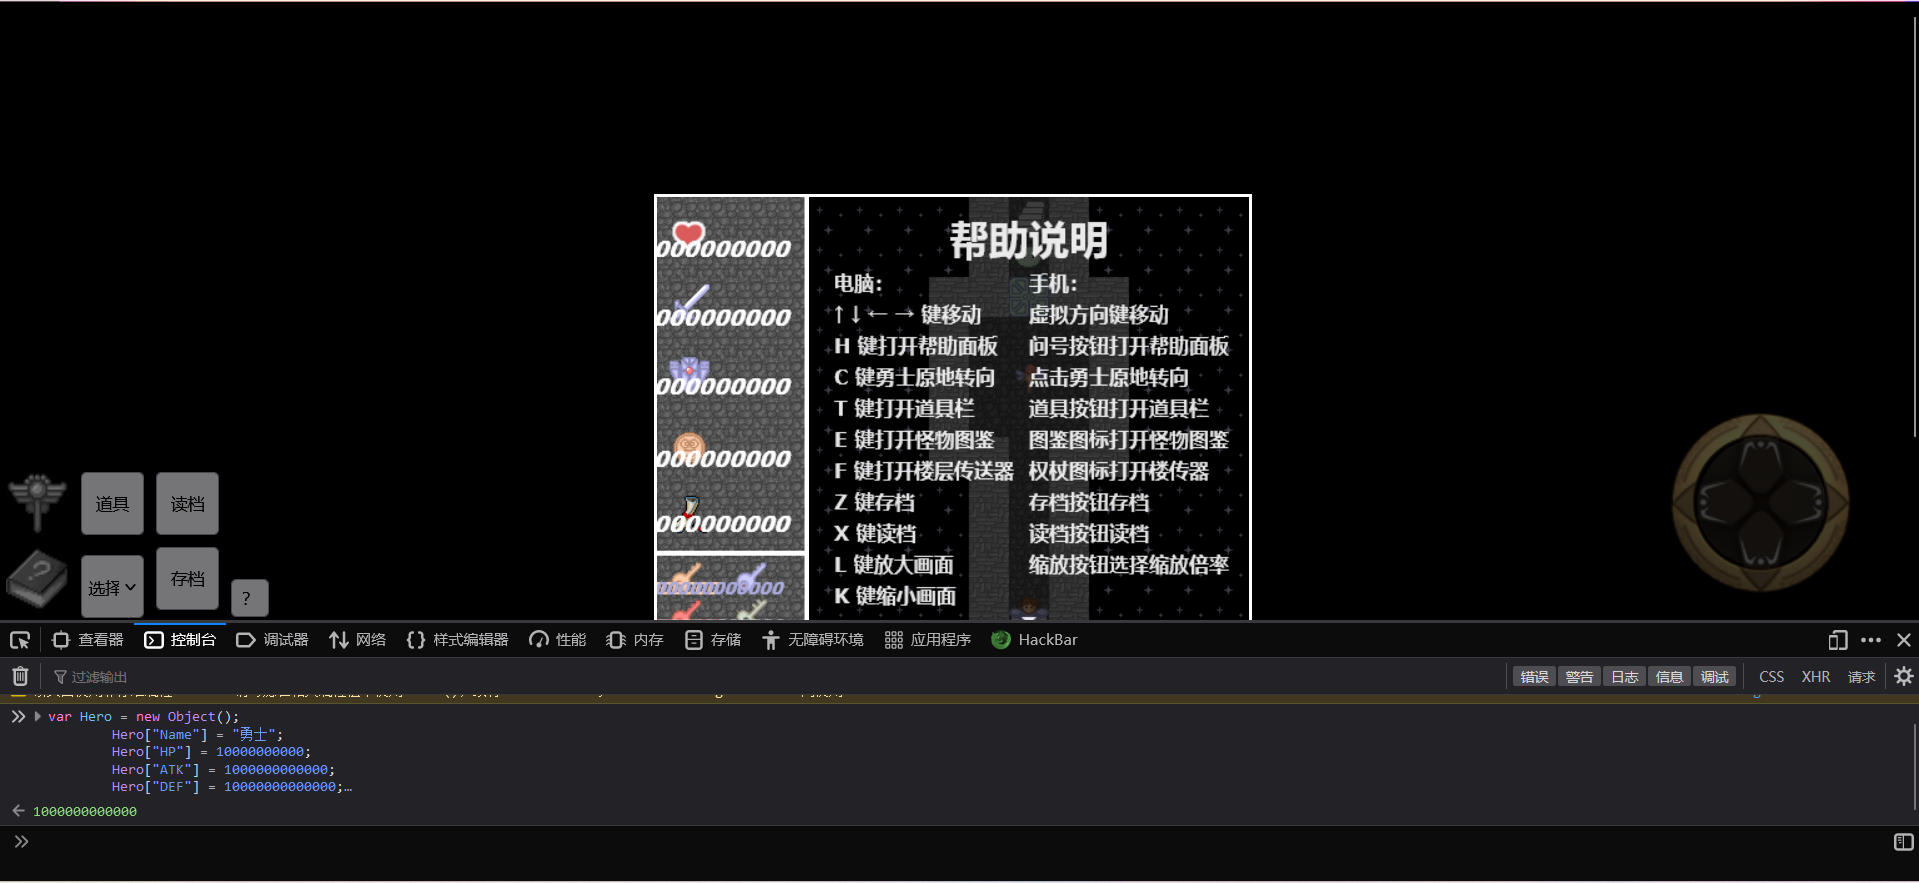 000000000
000000000
000000000
000000000
000000000
000000000
帮助说明
电脑：
↑↓←→ 键移动
H 键打开帮助面板
C 键勇士原地转向
T 键打开道具栏
E 键打开怪物图鉴
F 键打开楼层传送器
Z 键存档
X 键读档
L 键放大画面
K 键缩小画面
手机：
虚拟方向键移动
问号按钮打开帮助面板
点击勇士原地转向
道具按钮打开道具栏
图鉴图标打开怪物图鉴
权杖图标打开楼传器
存档按钮存档
读档按钮读档
缩放按钮选择缩放倍率
道具
读档
选择
存档
?
查看器 控制台 调试器 网络 样式编辑器 性能 内存 存储 无障碍环境 应用程序 HackBar
过滤输出 错误 警告 日志 信息 调试 CSS XHR 请求
var Hero = new Object();
Hero["Name"] = "勇士";
Hero["HP"] = 10000000000;
Hero["ATK"] = 1000000000000;
Hero["DEF"] = 10000000000000;…
1000000000000